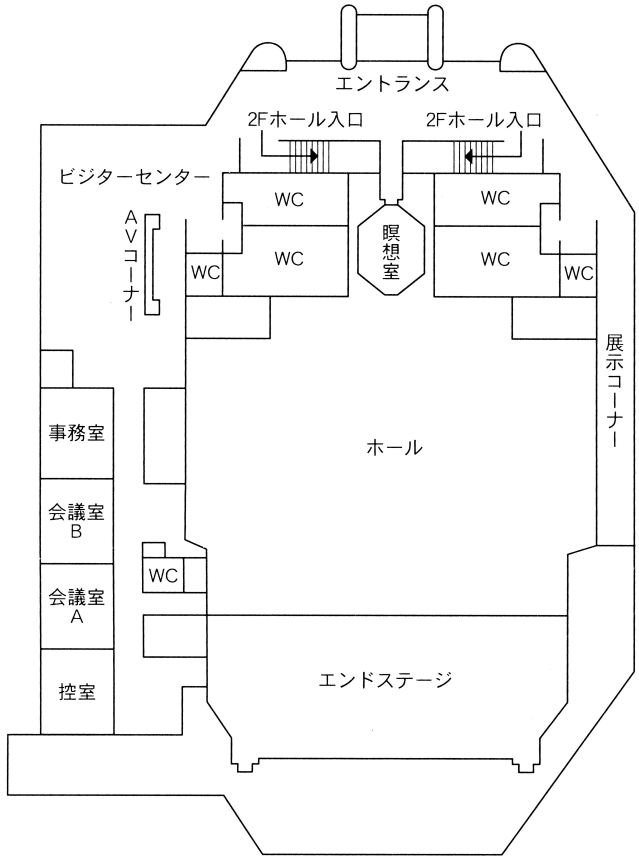 エントランス
2Fホール入口
2Fホール入口
ビジターセンター
WC
WC
AVコーナー
瞑想室
WC
WC
WC
WC
展示コーナー
事務室
ホール
会議室
B
WC
会議室
A
控室
エンドステージ